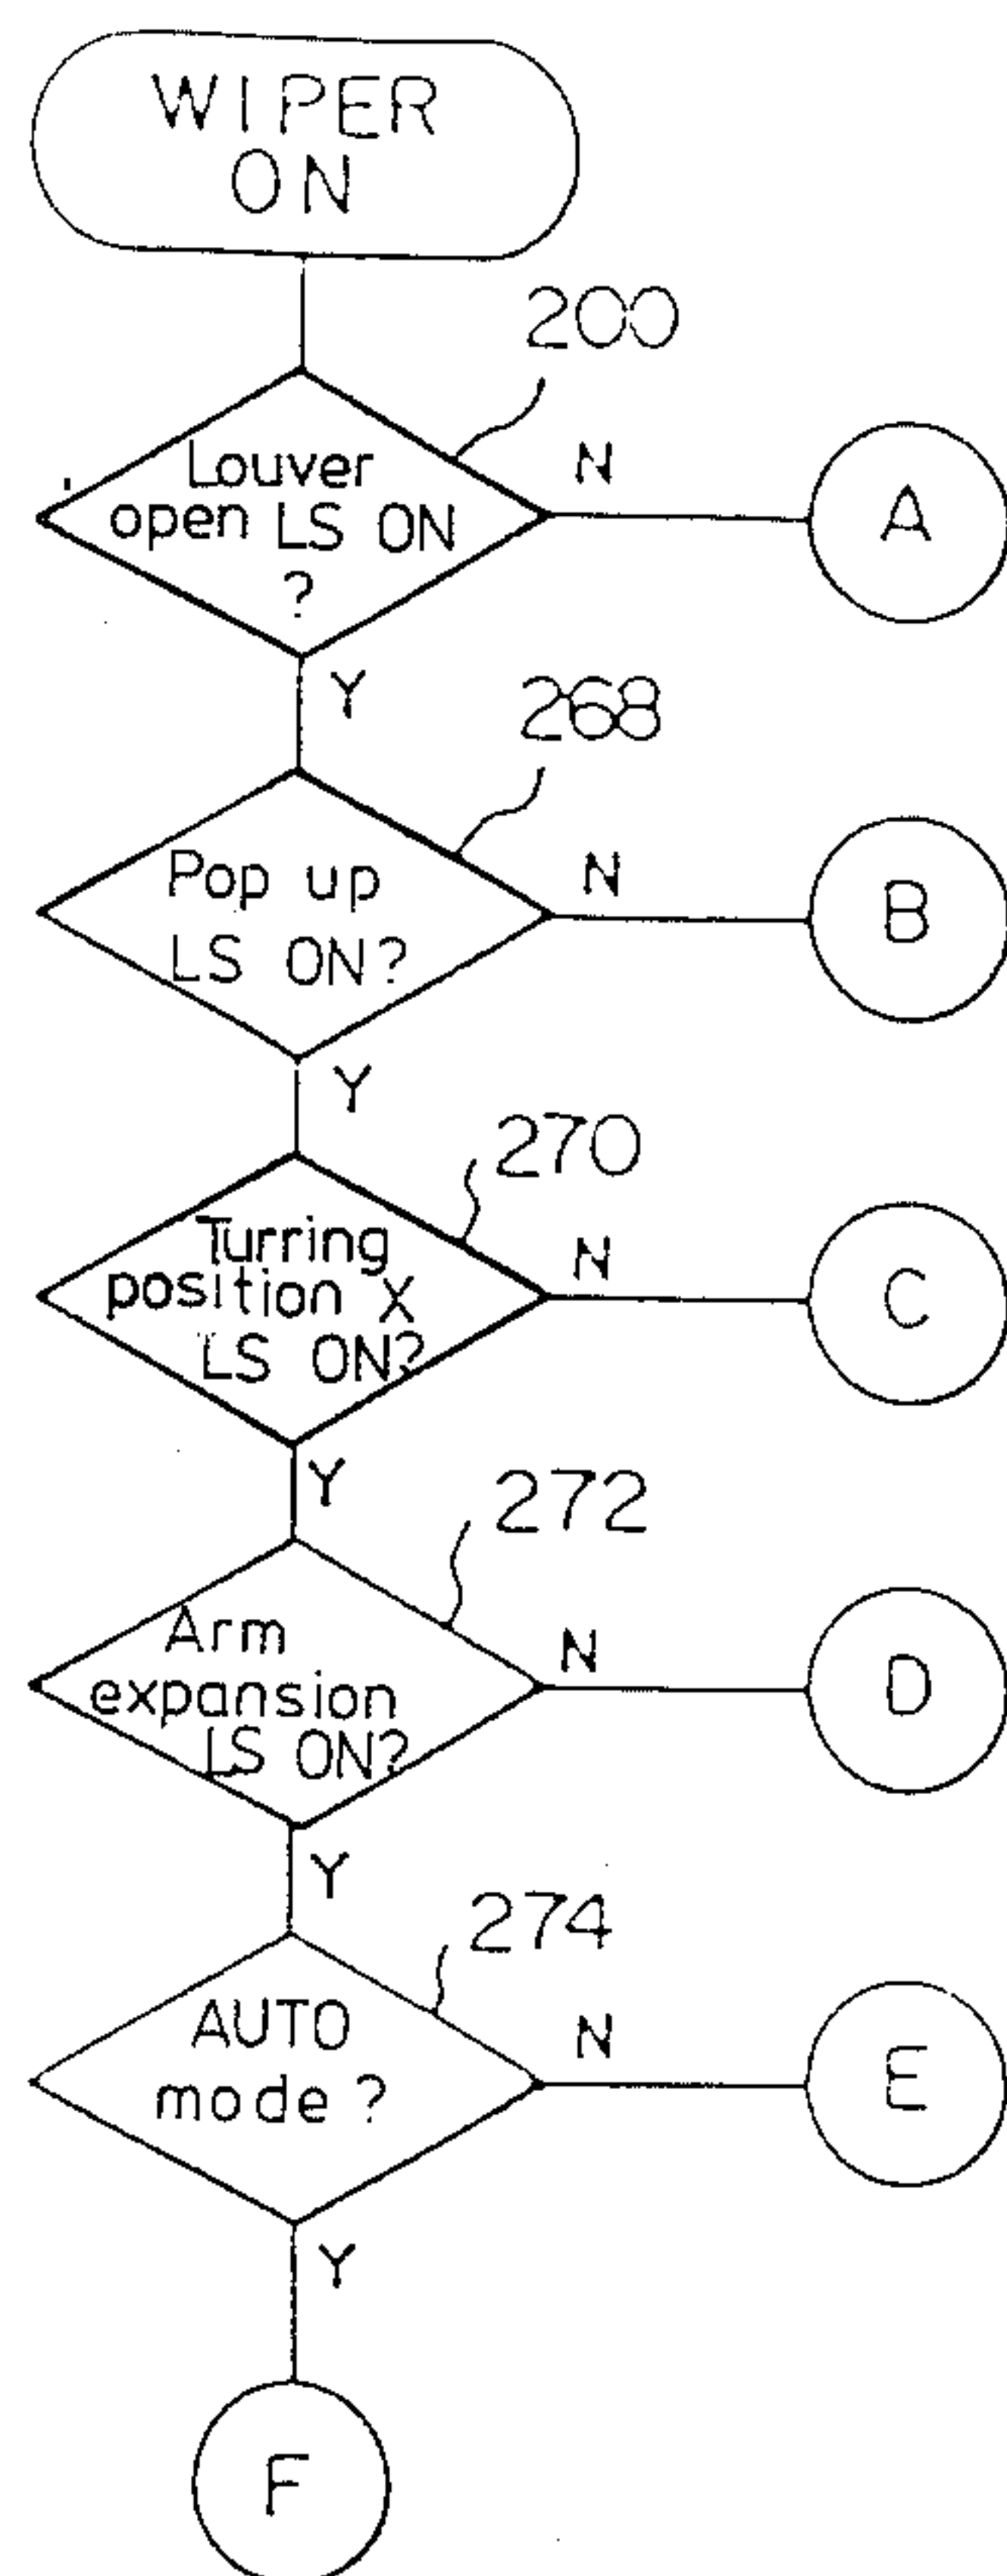 WIPER
ON
200
Louver
open LS ON
?
N
A
Y
268
Pop up
LS ON?
N
B
Y
270
Turring
position X
LS ON?
N
C
Y
272
Arm
expansion
LS ON?
N
D
Y
274
AUTO
mode ?
N
E
Y
F